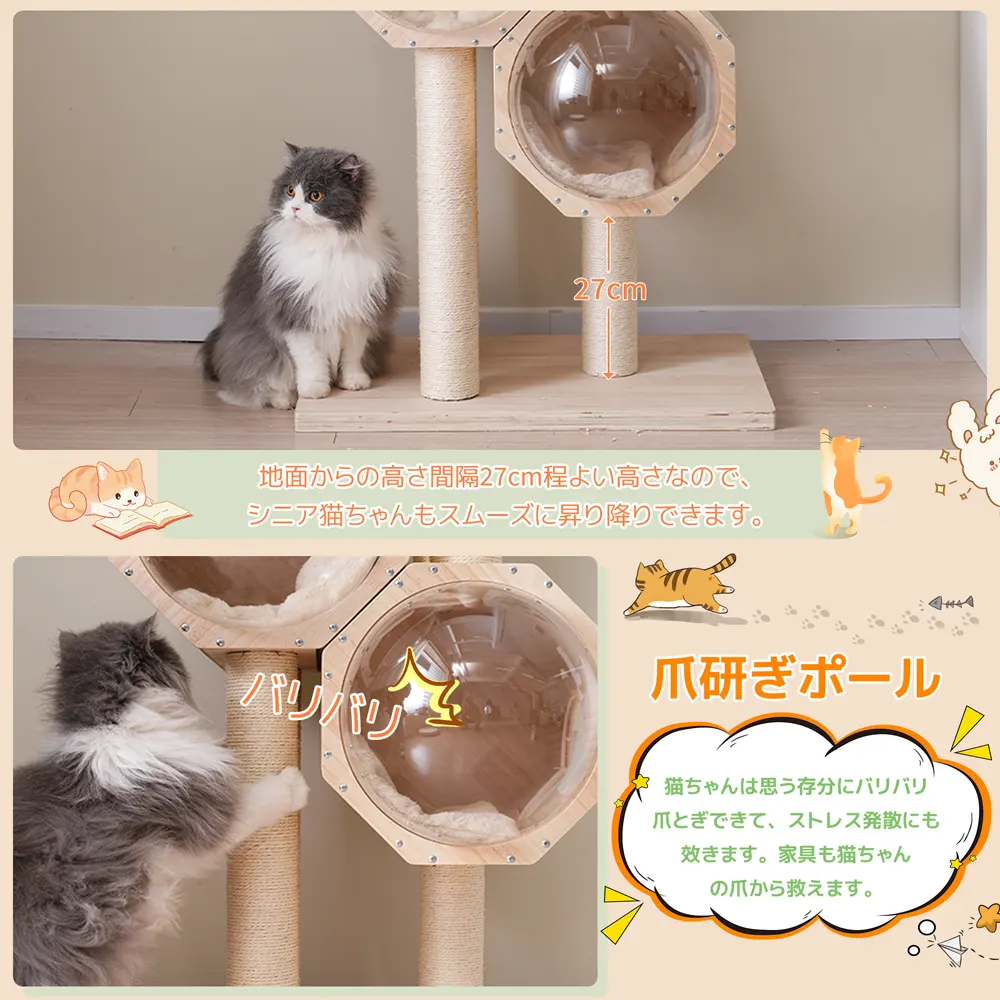 27cm
地面からの高さ間隔27cm程よい高さなので、
シニア猫ちゃんもスムーズに昇り降りできます。
バリバリ
爪研ぎポール
猫ちゃんは思う存分にバリバリ
爪とぎできて、ストレス発散にも
効きます。家具も猫ちゃん
の爪から救えます。